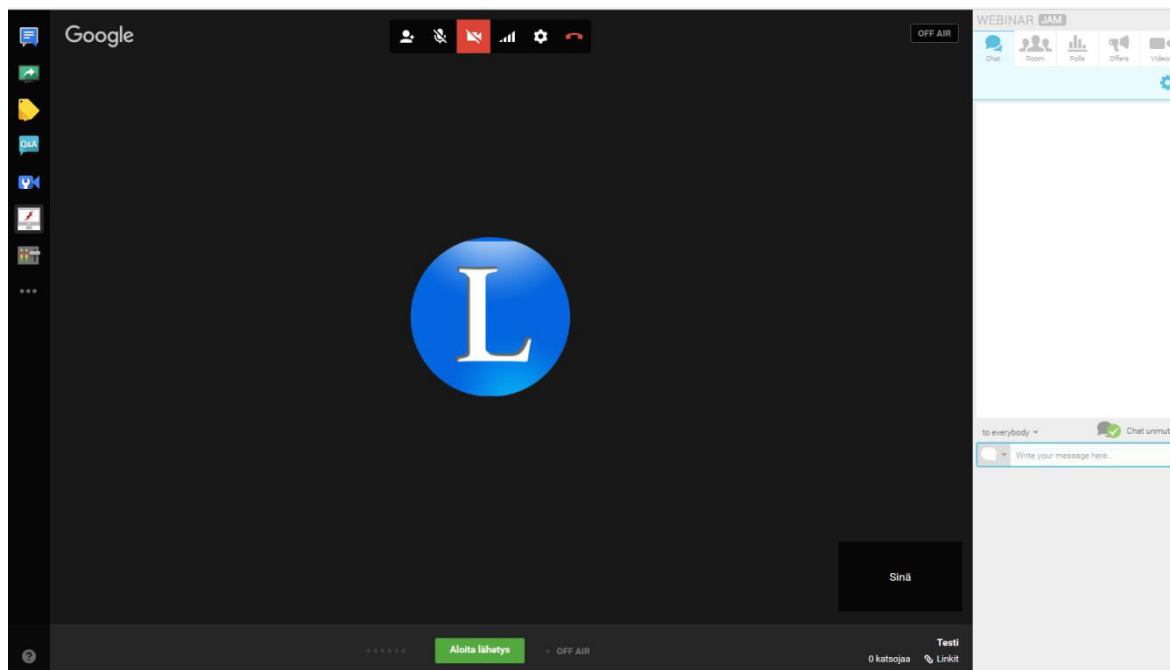 Google
OFF AIR
Q&A
L
Sinä
Aloita lähetys
OFF AIR
Testi
0 katsojaa
Linkit
WEBINAR JAM
Chat
Room
Polls
Offers
to everybody
Chat unmut
Write your message here...